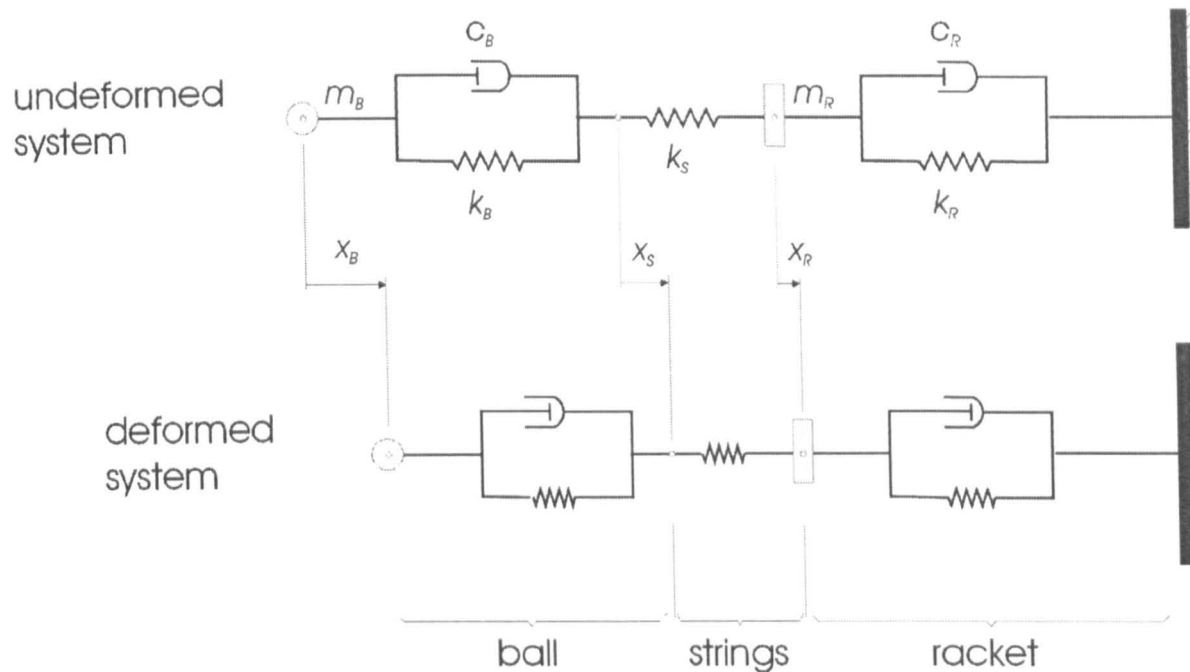 c_B
c_R
undeformed
system
m_B
m_R
k_S
k_B
k_R
x_B
x_S
x_R
deformed
system
ball
strings
racket